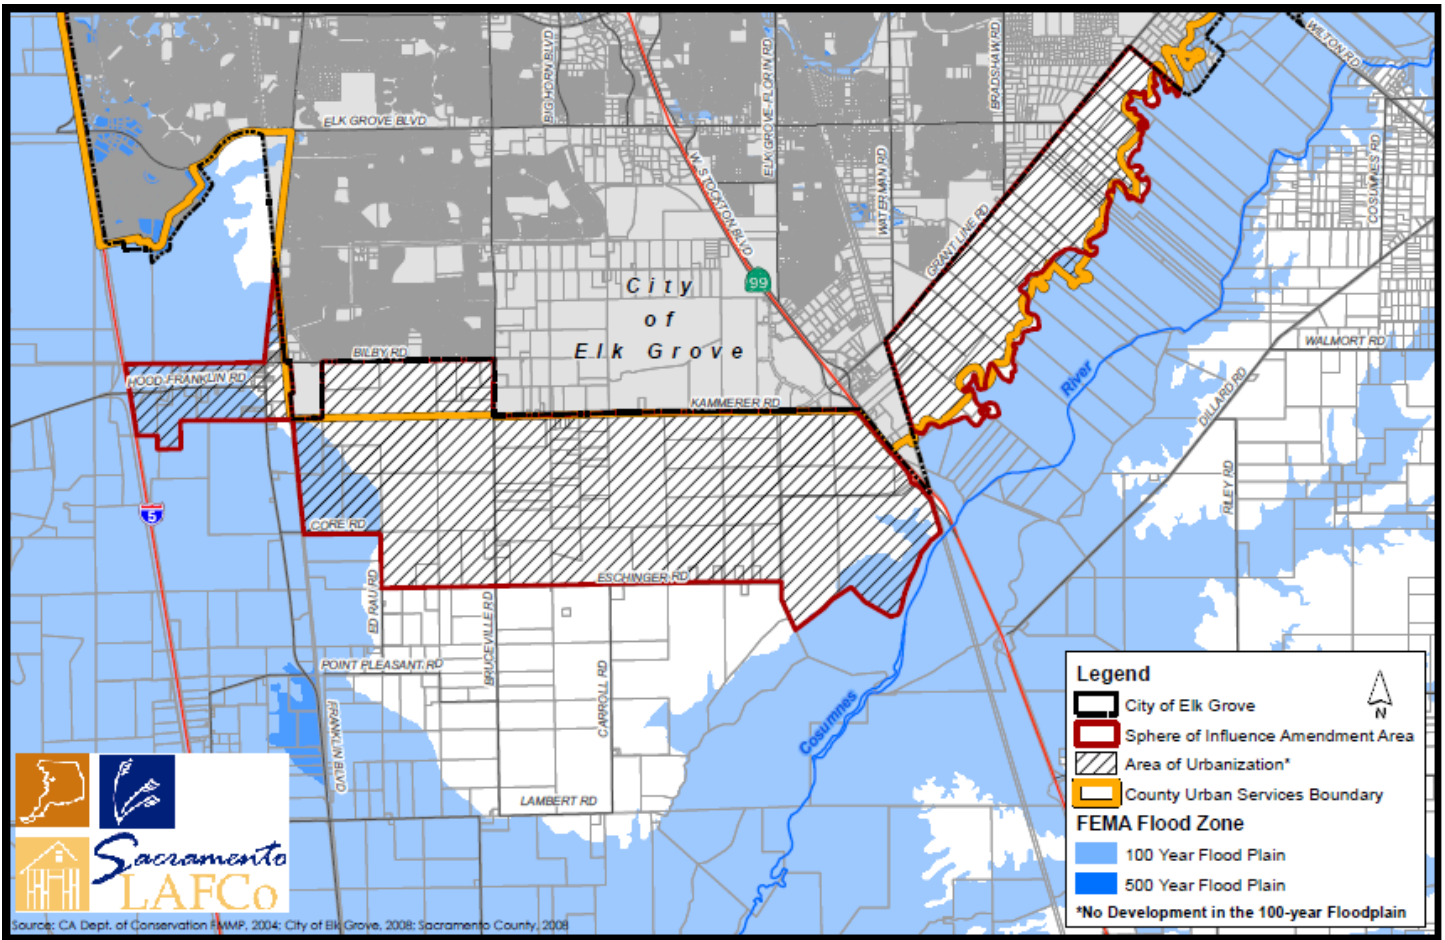 WILTON RD
BIG HORN BLVD
ELK GROVE-FLORIN RD
BRADSHAW RD
ELK GROVE BLVD
COSUMNES RD
WATERMAN RD
W. STOCKTON BLVD
GRANT LINE RD
99
City
of
Elk Grove
WALMORT RD
BILBY RD
HOOD-FRANKLIN RD
River
DILLARD RD
KAMMERER RD
RILEY RD
5
CORE RD
ESCHINGER RD
ED RAU RD
BRUCEVILLE RD
POINT PLEASANT RD
CARROLL RD
FRANKLIN BLVD
Cosumnes
LAMBERT RD
Legend
N
City of Elk Grove
Sphere of Influence Amendment Area
Area of Urbanization*
County Urban Services Boundary
FEMA Flood Zone
100 Year Flood Plain
500 Year Flood Plain
*No Development in the 100-year Floodplain
Sacramento
LAFCo
Source: CA Dept. of Conservation FMMP, 2004; City of Elk Grove, 2008; Sacramento County, 2008